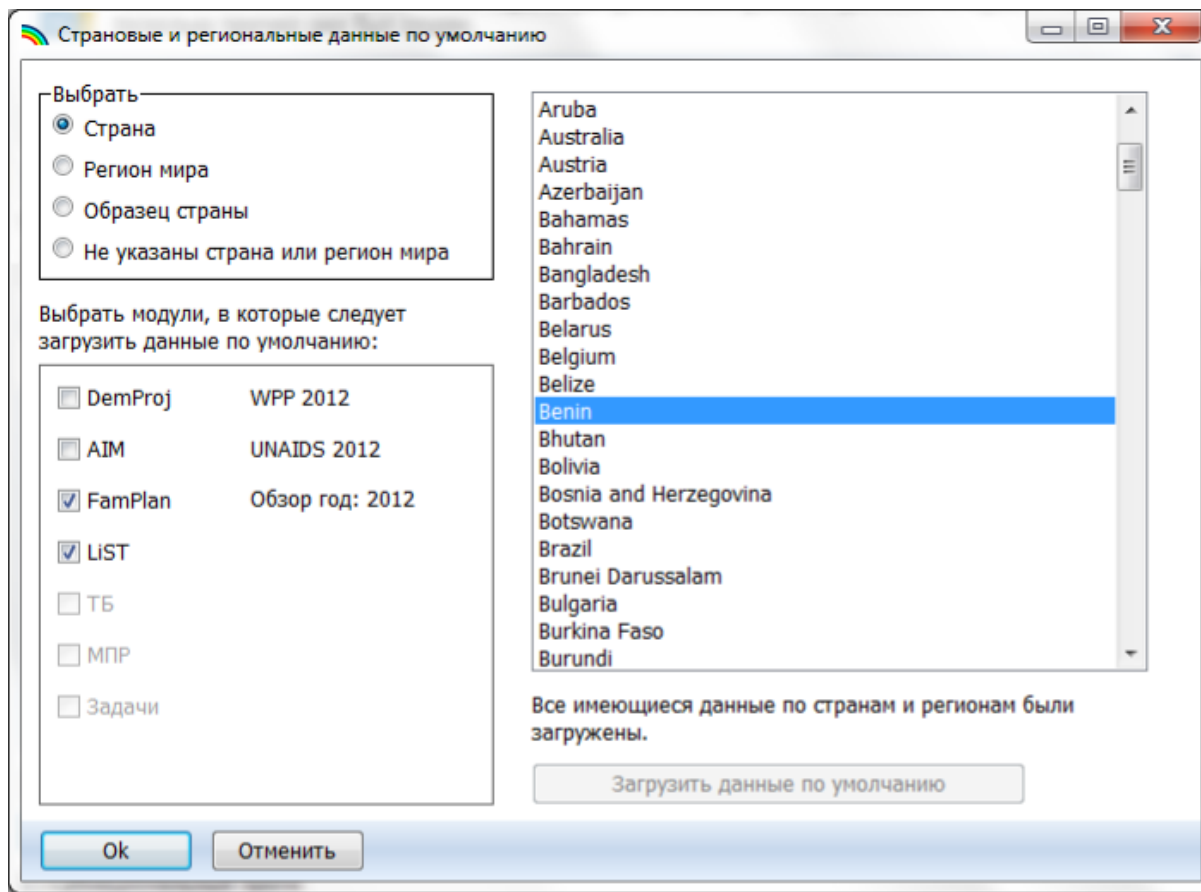 Страновые и региональные данные по умолчанию
Выбрать
Страна
Регион мира
Образец страны
Не указаны страна или регион мира
Выбрать модули, в которые следует
загрузить данные по умолчанию:
DemProj WPP 2012
AIM UNAIDS 2012
FamPlan Обзор год: 2012
LiST
ТБ
МПР
Задачи
Aruba
Australia
Austria
Azerbaijan
Bahamas
Bahrain
Bangladesh
Barbados
Belarus
Belgium
Belize
Benin
Bhutan
Bolivia
Bosnia and Herzegovina
Botswana
Brazil
Brunei Darussalam
Bulgaria
Burkina Faso
Burundi
Все имеющиеся данные по странам и регионам были
загружены.
Загрузить данные по умолчанию
Ok Отменить